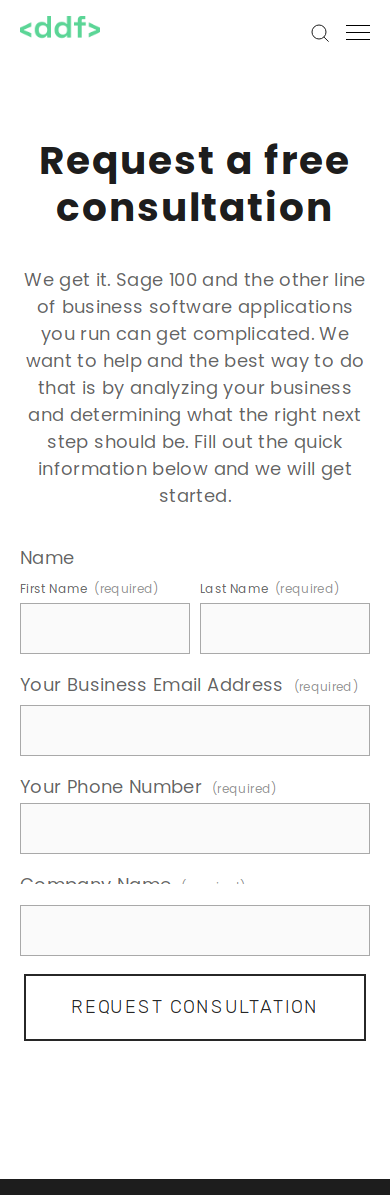 <ddf>
Request a free
consultation
We get it. Sage 100 and the other line
of business software applications
you run can get complicated. We
want to help and the best way to do
that is by analyzing your business
and determining what the right next
step should be. Fill out the quick
information below and we will get
started.
Name
First Name (required) Last Name (required)
Your Business Email Address (required)
Your Phone Number (required)
Company Name (required)
REQUEST CONSULTATION